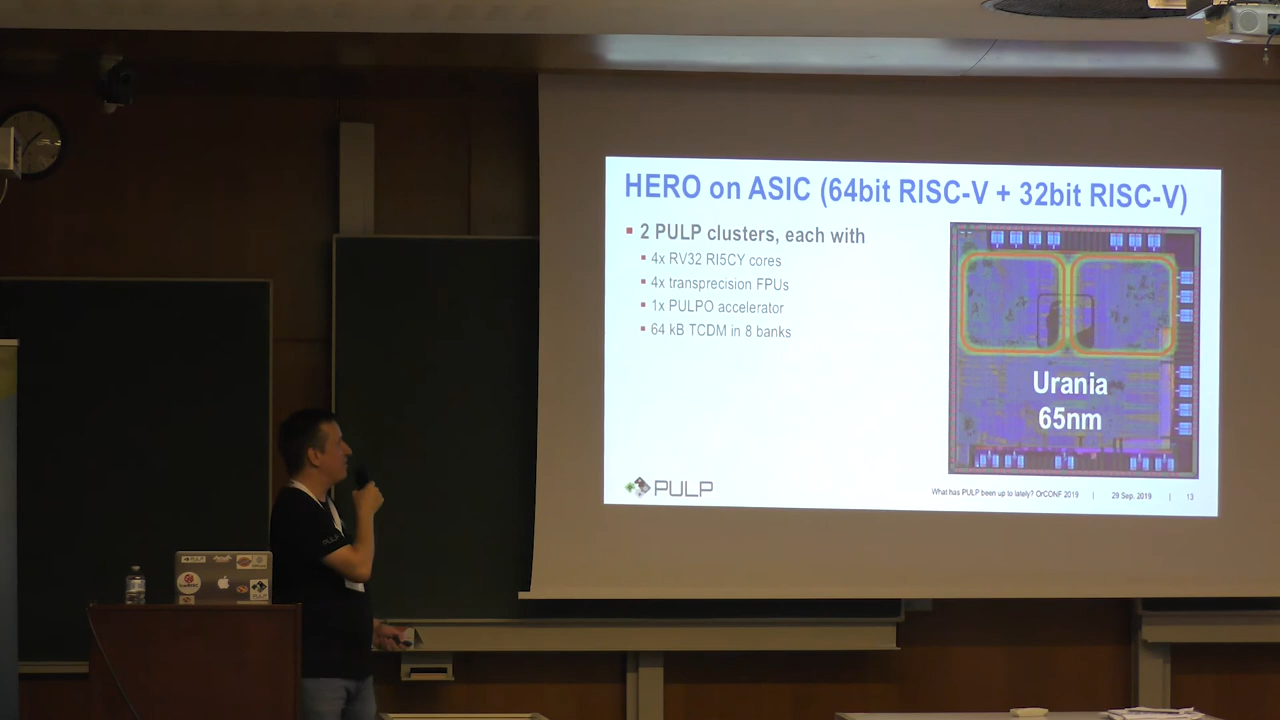 HERO on ASIC (64bit RISC-V + 32bit RISC-V)
2 PULP clusters, each with
4x RV32 RI5CY cores
4x transprecision FPUs
1x PULPO accelerator
64 kB TCDM in 8 banks
Urania
65nm
PULP
What has PULP been up to lately? OrCONF 2019 | 29 Sep. 2019 | 13
PULP
PULP